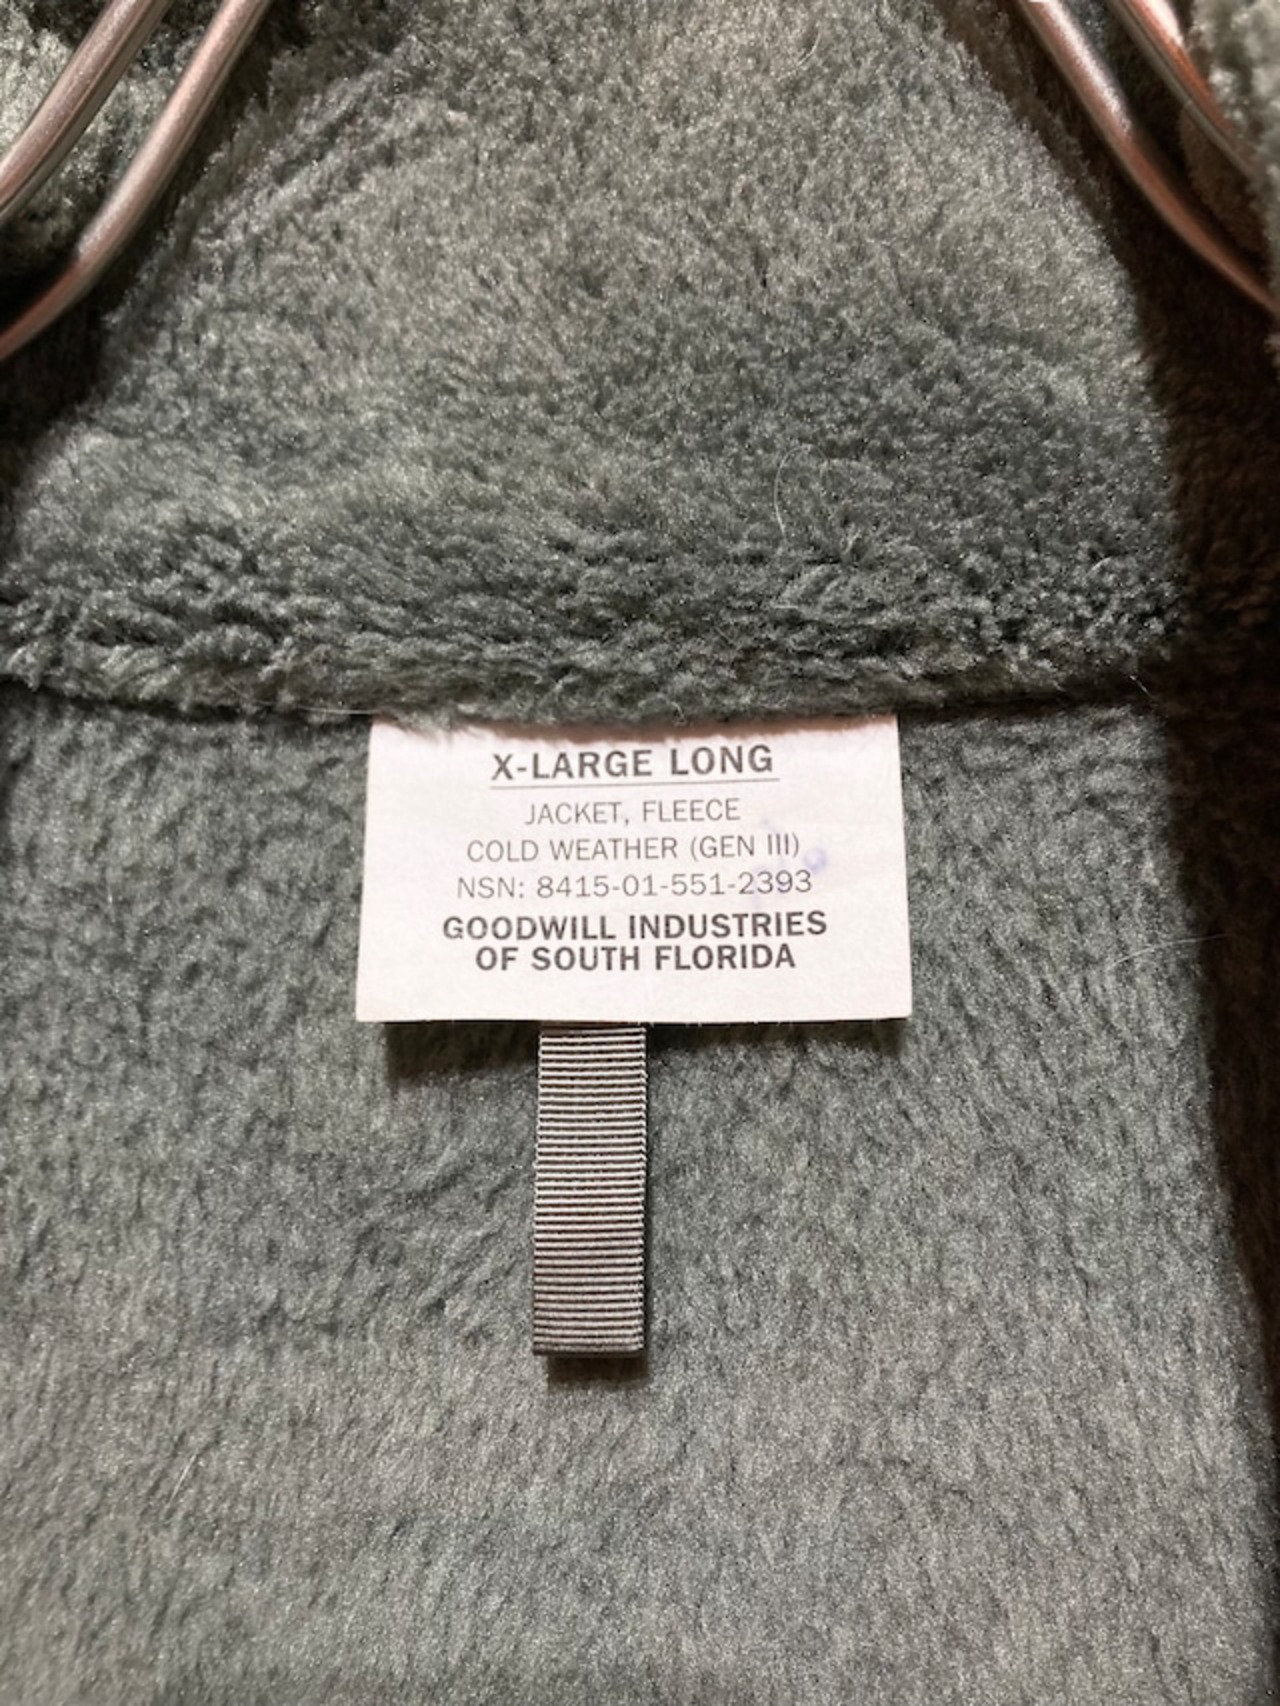 X-LARGE LONG
JACKET, FLEECE
COLD WEATHER (GEN III)
NSN: 8415-01-551-2393
GOODWILL INDUSTRIES
OF SOUTH FLORIDA